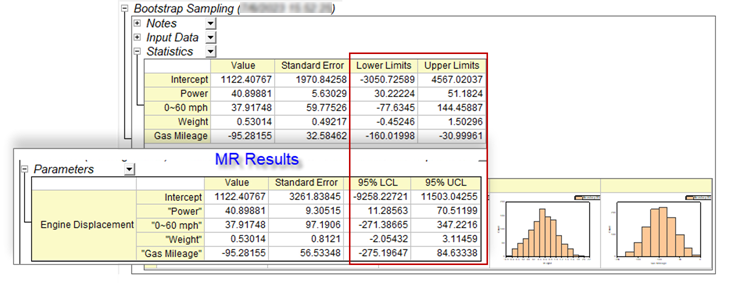 Bootstrap Sampling (
Notes
Input Data
Statistics
Value Standard Error Lower Limits Upper Limits
Intercept 1122.40767 1970.84258 -3050.72589 4567.02037
Power 40.89881 5.63029 30.22224 51.1824
0~60 mph 37.91748 59.77526 -77.6345 144.45887
Weight 0.53014 0.49217 -0.45246 1.50296
Gas Mileage -95.28155 32.58462 -160.01998 -30.99961
MR Results
Parameters
Value Standard Error 95% LCL 95% UCL
Engine Displacement
Intercept 1122.40767 3261.83845 -9258.22721 11503.04255
"Power" 40.89881 9.30515 11.28563 70.51199
"0~60 mph" 37.91748 97.1906 -271.38665 347.2216
"Weight" 0.53014 0.8121 -2.05432 3.11459
"Gas Mileage" -95.28155 56.53348 -275.19647 84.63338